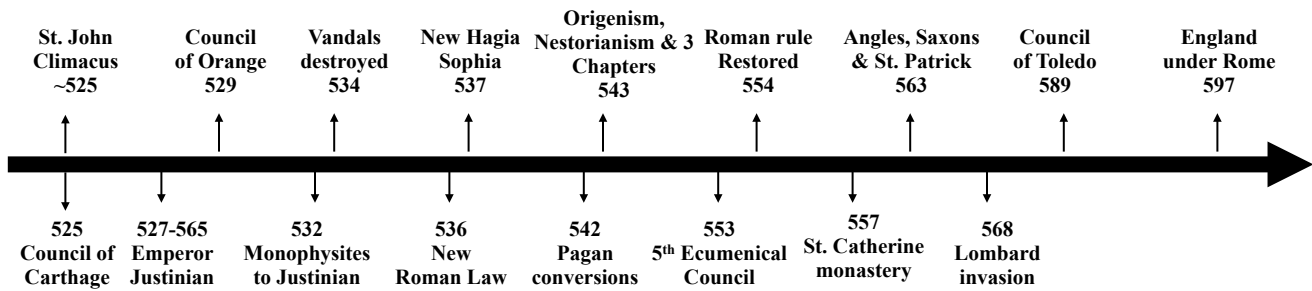 St. John
Climacus
~525
Council
of Orange
529
Vandals
destroyed
534
New Hagia
Sophia
537
Origenism,
Nestorianism & 3
Chapters
543
Roman rule
Restored
554
Angles, Saxons
& St. Patrick
563
Council
of Toledo
589
England
under Rome
597
525
Council of
Carthage
527-565
Emperor
Justinian
532
Monophysites
to Justinian
536
New
Roman Law
542
Pagan
conversions
553
5th Ecumenical
Council
557
St. Catherine
monastery
568
Lombard
invasion